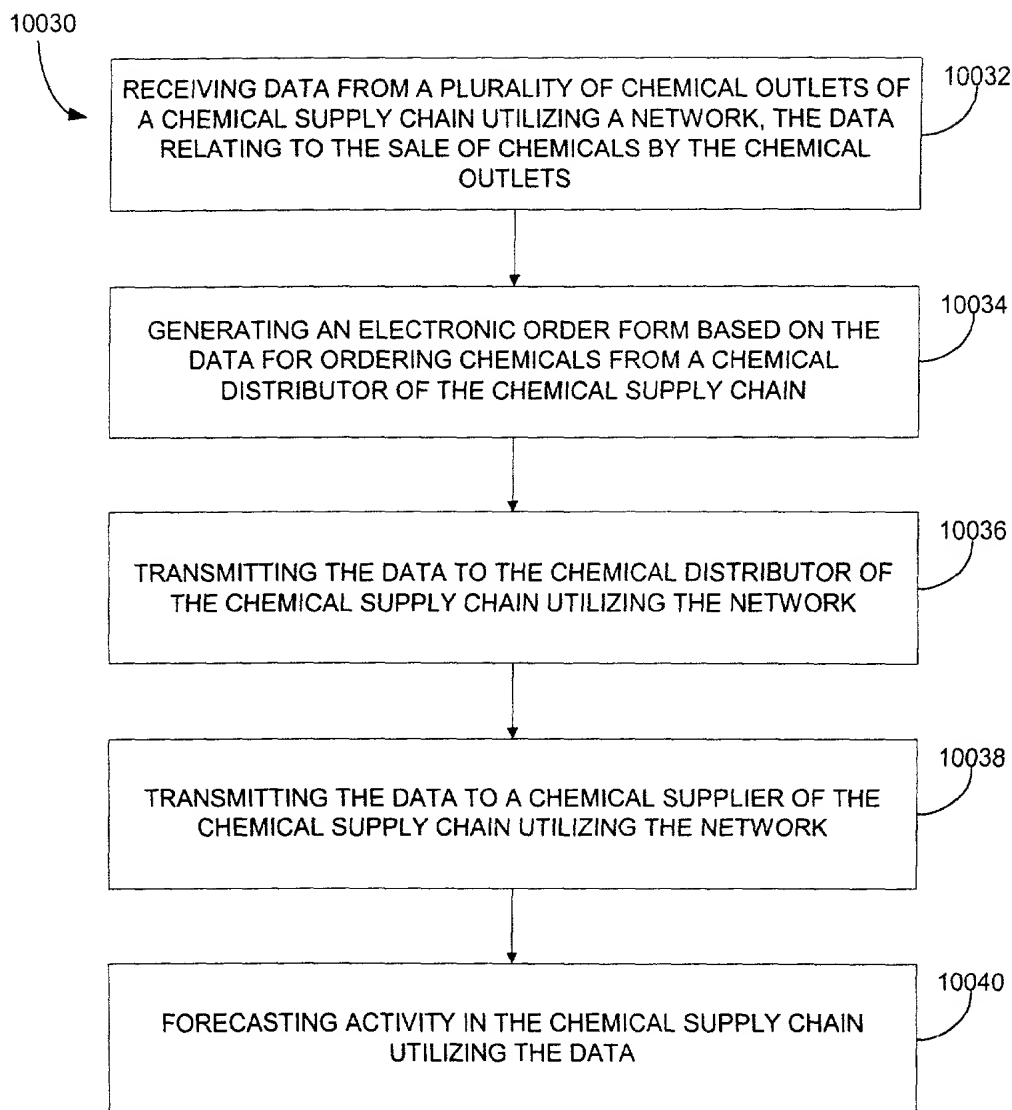 10030
RECEIVING DATA FROM A PLURALITY OF CHEMICAL OUTLETS OF
A CHEMICAL SUPPLY CHAIN UTILIZING A NETWORK, THE DATA
RELATING TO THE SALE OF CHEMICALS BY THE CHEMICAL
OUTLETS
10032
GENERATING AN ELECTRONIC ORDER FORM BASED ON THE
DATA FOR ORDERING CHEMICALS FROM A CHEMICAL
DISTRIBUTOR OF THE CHEMICAL SUPPLY CHAIN
10034
TRANSMITTING THE DATA TO THE CHEMICAL DISTRIBUTOR OF
THE CHEMICAL SUPPLY CHAIN UTILIZING THE NETWORK
10036
TRANSMITTING THE DATA TO A CHEMICAL SUPPLIER OF THE
CHEMICAL SUPPLY CHAIN UTILIZING THE NETWORK
10038
FORECASTING ACTIVITY IN THE CHEMICAL SUPPLY CHAIN
UTILIZING THE DATA
10040